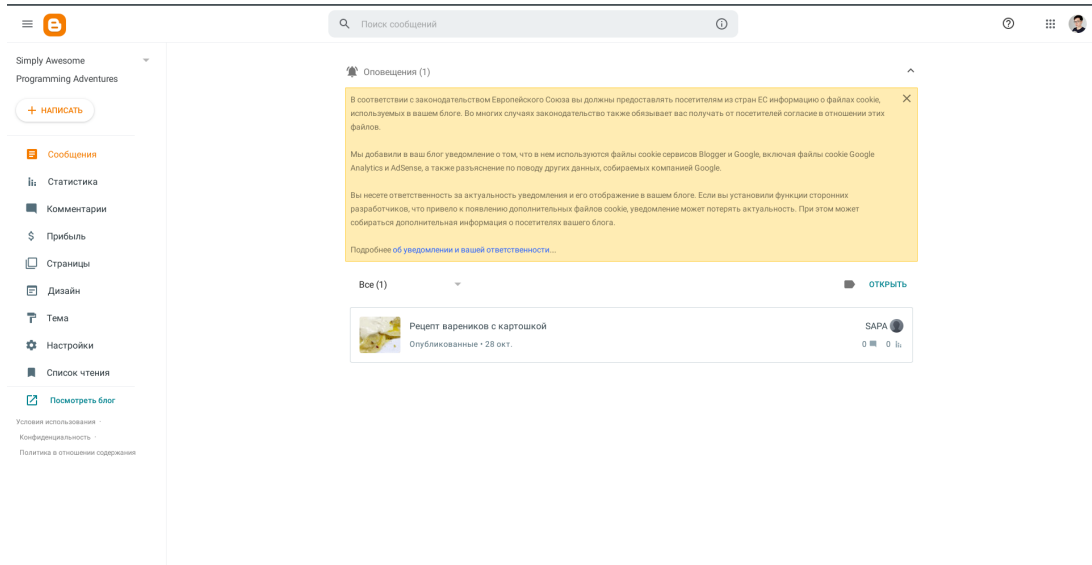 Поиск сообщений
Simply Awesome
Programming Adventures
НАПИСАТЬ
Сообщения
Статистика
Комментарии
Прибыль
Страницы
Дизайн
Тема
Настройки
Список чтения
Посмотреть блог
Условия использования ·
Конфиденциальность ·
Политика в отношении содержания
Оповещения (1)
В соответствии с законодательством Европейского Союза вы должны предоставлять посетителям из стран ЕС информацию о файлах cookie,
используемых в вашем блоге. Во многих случаях законодательство также обязывает вас получать от посетителей согласие в отношении этих
файлов.
Мы добавили в ваш блог уведомление о том, что в нем используются файлы cookie сервисов Blogger и Google, включая файлы cookie Google
Analytics и AdSense, а также разъяснение по поводу других данных, собираемых компанией Google.
Вы несете ответственность за актуальность уведомления и его отображение в вашем блоге. Если вы установили функции сторонних
разработчиков, что привело к появлению дополнительных файлов cookie, уведомление может потерять актуальность. При этом может
собираться дополнительная информация о посетителях вашего блога.
Подробнее об уведомлении и вашей ответственности...
Все (1)
ОТКРЫТЬ
Рецепт вареников с картошкой
SAPA
Опубликованные • 28 окт.
0 0